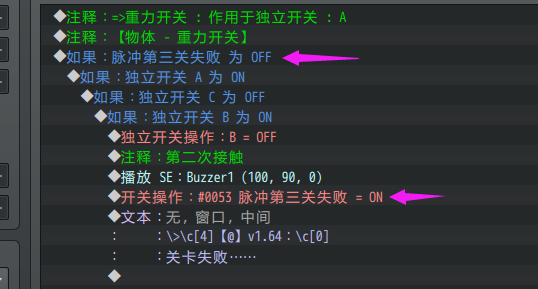 ◆注释：=>重力开关 : 作用于独立开关 : A
◆注释：【物体 - 重力开关】
◆如果：脉冲第三关失败 为 OFF
◆如果：独立开关 A 为 ON
◆如果：独立开关 C 为 OFF
◆如果：独立开关 B 为 ON
◆独立开关操作：B = OFF
◆注释：第二次接触
◆播放 SE：Buzzer1 (100, 90, 0)
◆开关操作：#0053 脉冲第三关失败 = ON
◆文本：无, 窗口, 中间
:　　:\>\c[4]【@】v1.64：\c[0]
:　　:关卡失败……
◆